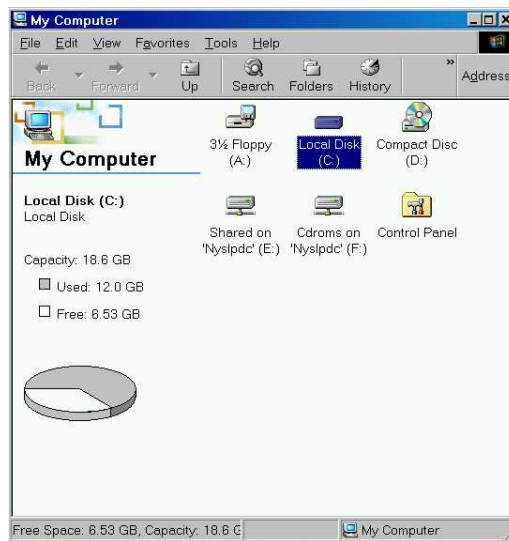 My Computer
File Edit View Favorites Tools Help
Back Forward Up Search Folders History » Address
My Computer
3½ Floppy (A:)
Local Disk (C:)
Compact Disc (D:)
Local Disk (C:)
Local Disk
Shared on 'Nyslpdc' (E:)
Cdroms on 'Nyslpdc' (F:)
Control Panel
Capacity: 18.6 GB
Used: 12.0 GB
Free: 6.53 GB
Free Space: 6.53 GB, Capacity: 18.6 G
My Computer